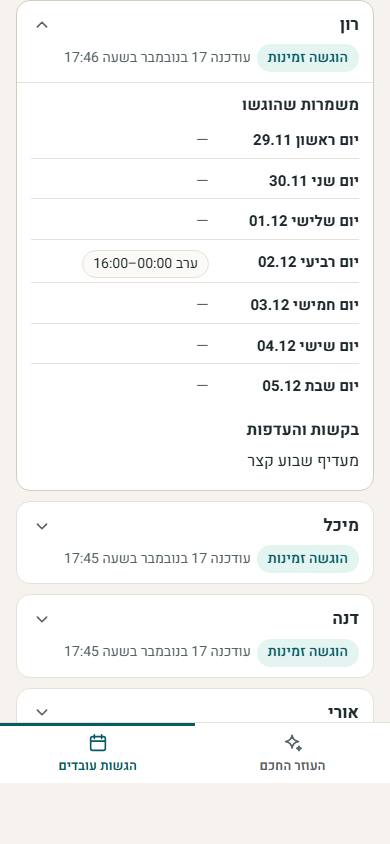 רון
הוגשה זמינות עודכנה 17 בנובמבר בשעה 17:46
משמרות שהוגשו
יום ראשון 29.11 —
יום שני 30.11 —
יום שלישי 01.12 —
יום רביעי 02.12 ערב 16:00–00:00
יום חמישי 03.12 —
יום שישי 04.12 —
יום שבת 05.12 —
בקשות והעדפות
מעדיף שבוע קצר
מיכל
הוגשה זמינות עודכנה 17 בנובמבר בשעה 17:45
דנה
הוגשה זמינות עודכנה 17 בנובמבר בשעה 17:45
אורי
העוזר החכם הגשות עובדים